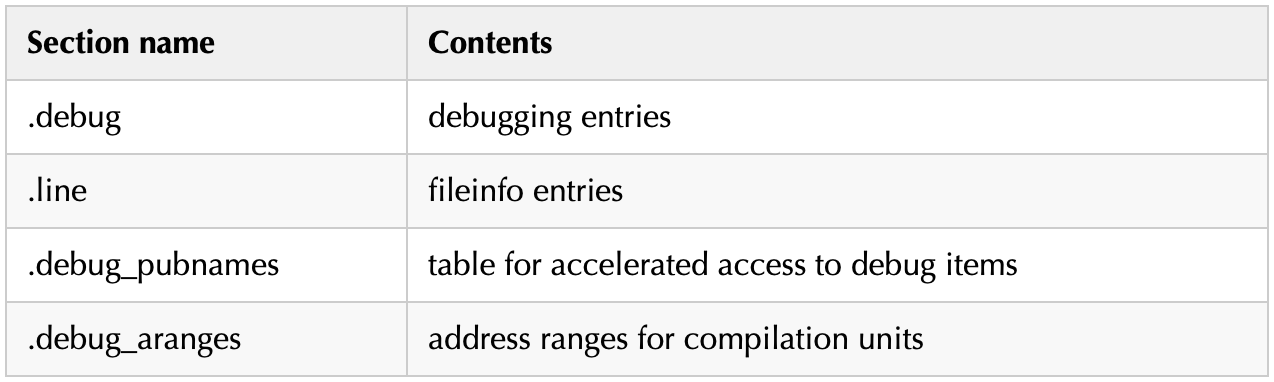 Section name Contents
.debug debugging entries
.line fileinfo entries
.debug_pubnames table for accelerated access to debug items
.debug_aranges address ranges for compilation units